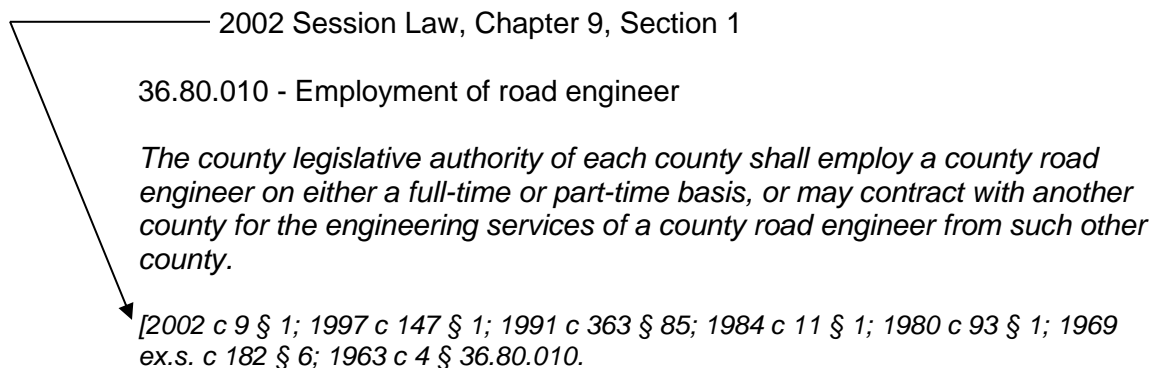 2002 Session Law, Chapter 9, Section 1
36.80.010 - Employment of road engineer
The county legislative authority of each county shall employ a county road
engineer on either a full-time or part-time basis, or may contract with another
county for the engineering services of a county road engineer from such other
county.
[2002 c 9 § 1; 1997 c 147 § 1; 1991 c 363 § 85; 1984 c 11 § 1; 1980 c 93 § 1; 1969
ex.s. c 182 § 6; 1963 c 4 § 36.80.010.